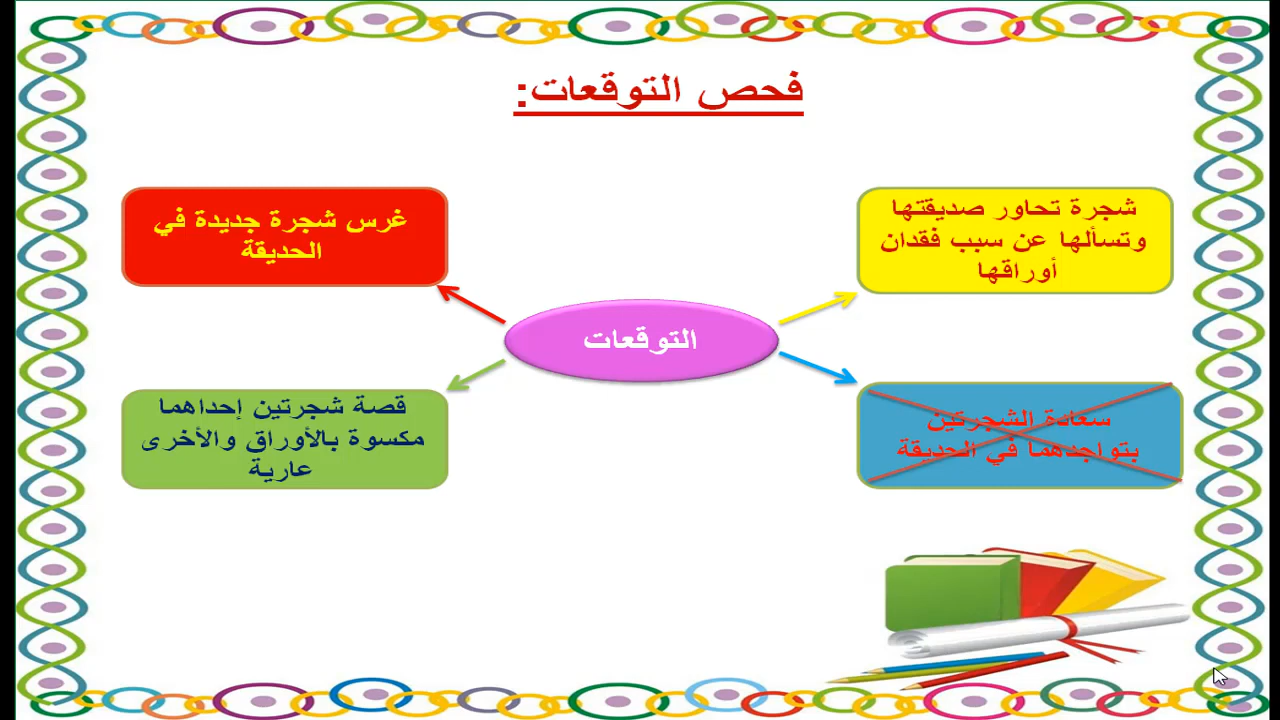 فحص التوقعات:
شجرة تحاور صديقتها
وتسألها عن سبب فقدان
أوراقها
غرس شجرة جديدة في
الحديقة
التوقعات
سعادة الشجرتين
بتواجدهما في الحديقة
قصة شجرتين إحداهما
مكسوة بالأوراق والأخرى
عارية